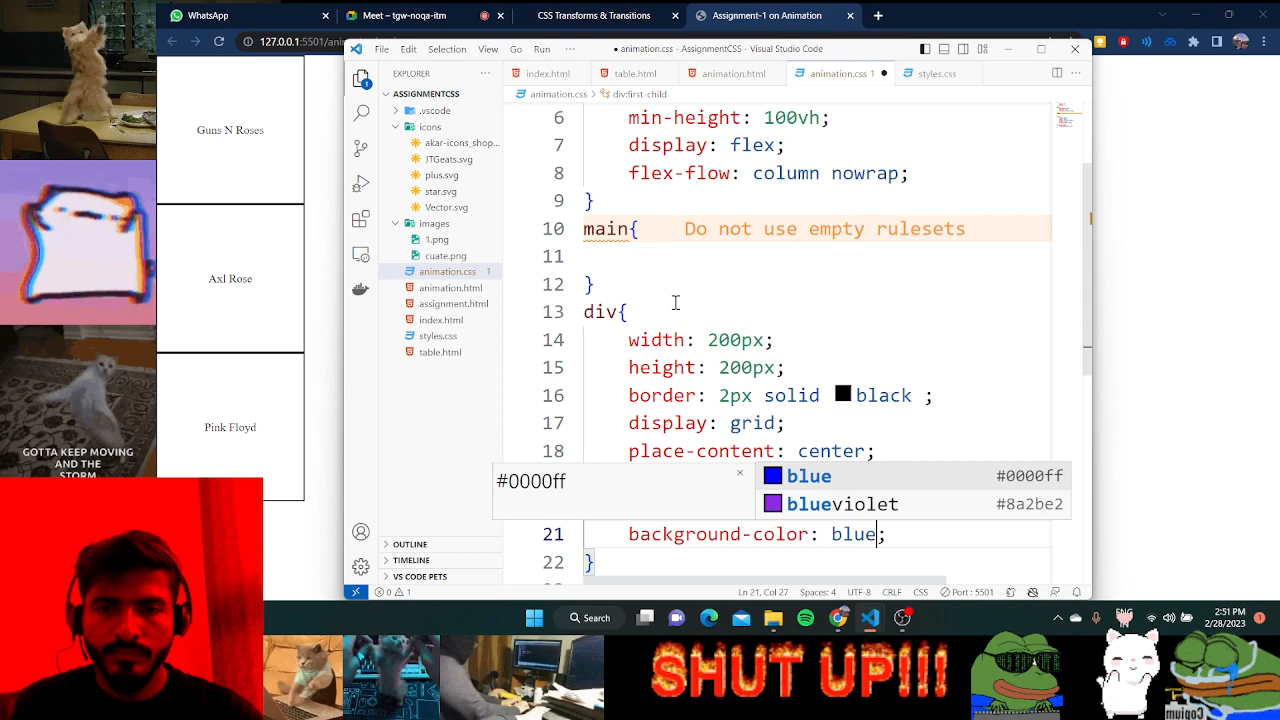 WhatsApp
Meet – tgw-noqa-itm
CSS Transforms & Transitions
Assignment-1 on Animation
127.0.0.1:5501/ani
File Edit Selection View Go Run ···
● animation.css - AssignmentCSS - Visual Studio Code
EXPLORER
index.html
table.html
animation.html
animation.css 1
styles.css
ASSIGNMENTCSS
animation.css > div:first-child
.vscode
icons
akar-icons_shop...
JTGeats.svg
plus.svg
star.svg
Vector.svg
images
1.png
cuate.png
animation.css 1
animation.html
assignment.html
index.html
styles.css
table.html
OUTLINE
TIMELINE
VS CODE PETS
6 min-height: 100vh;
7 display: flex;
8 flex-flow: column nowrap;
9 }
10 main{ Do not use empty rulesets
11
12 }
13 div{
14 width: 200px;
15 height: 200px;
16 border: 2px solid black ;
17 display: grid;
18 place-content: center;
#0000ff
blue #0000ff
blueviolet #8a2be2
21 background-color: blue;
22 }
0 1
Ln 21, Col 27 Spaces: 4 UTF-8 CRLF CSS Port : 5501
Guns N Roses
Axl Rose
Pink Floyd
GOTTA KEEP MOVING
AND THE
STORM
Search
ENG
IN
2:51 PM
2/28/2023
1
SHUT UP!!!